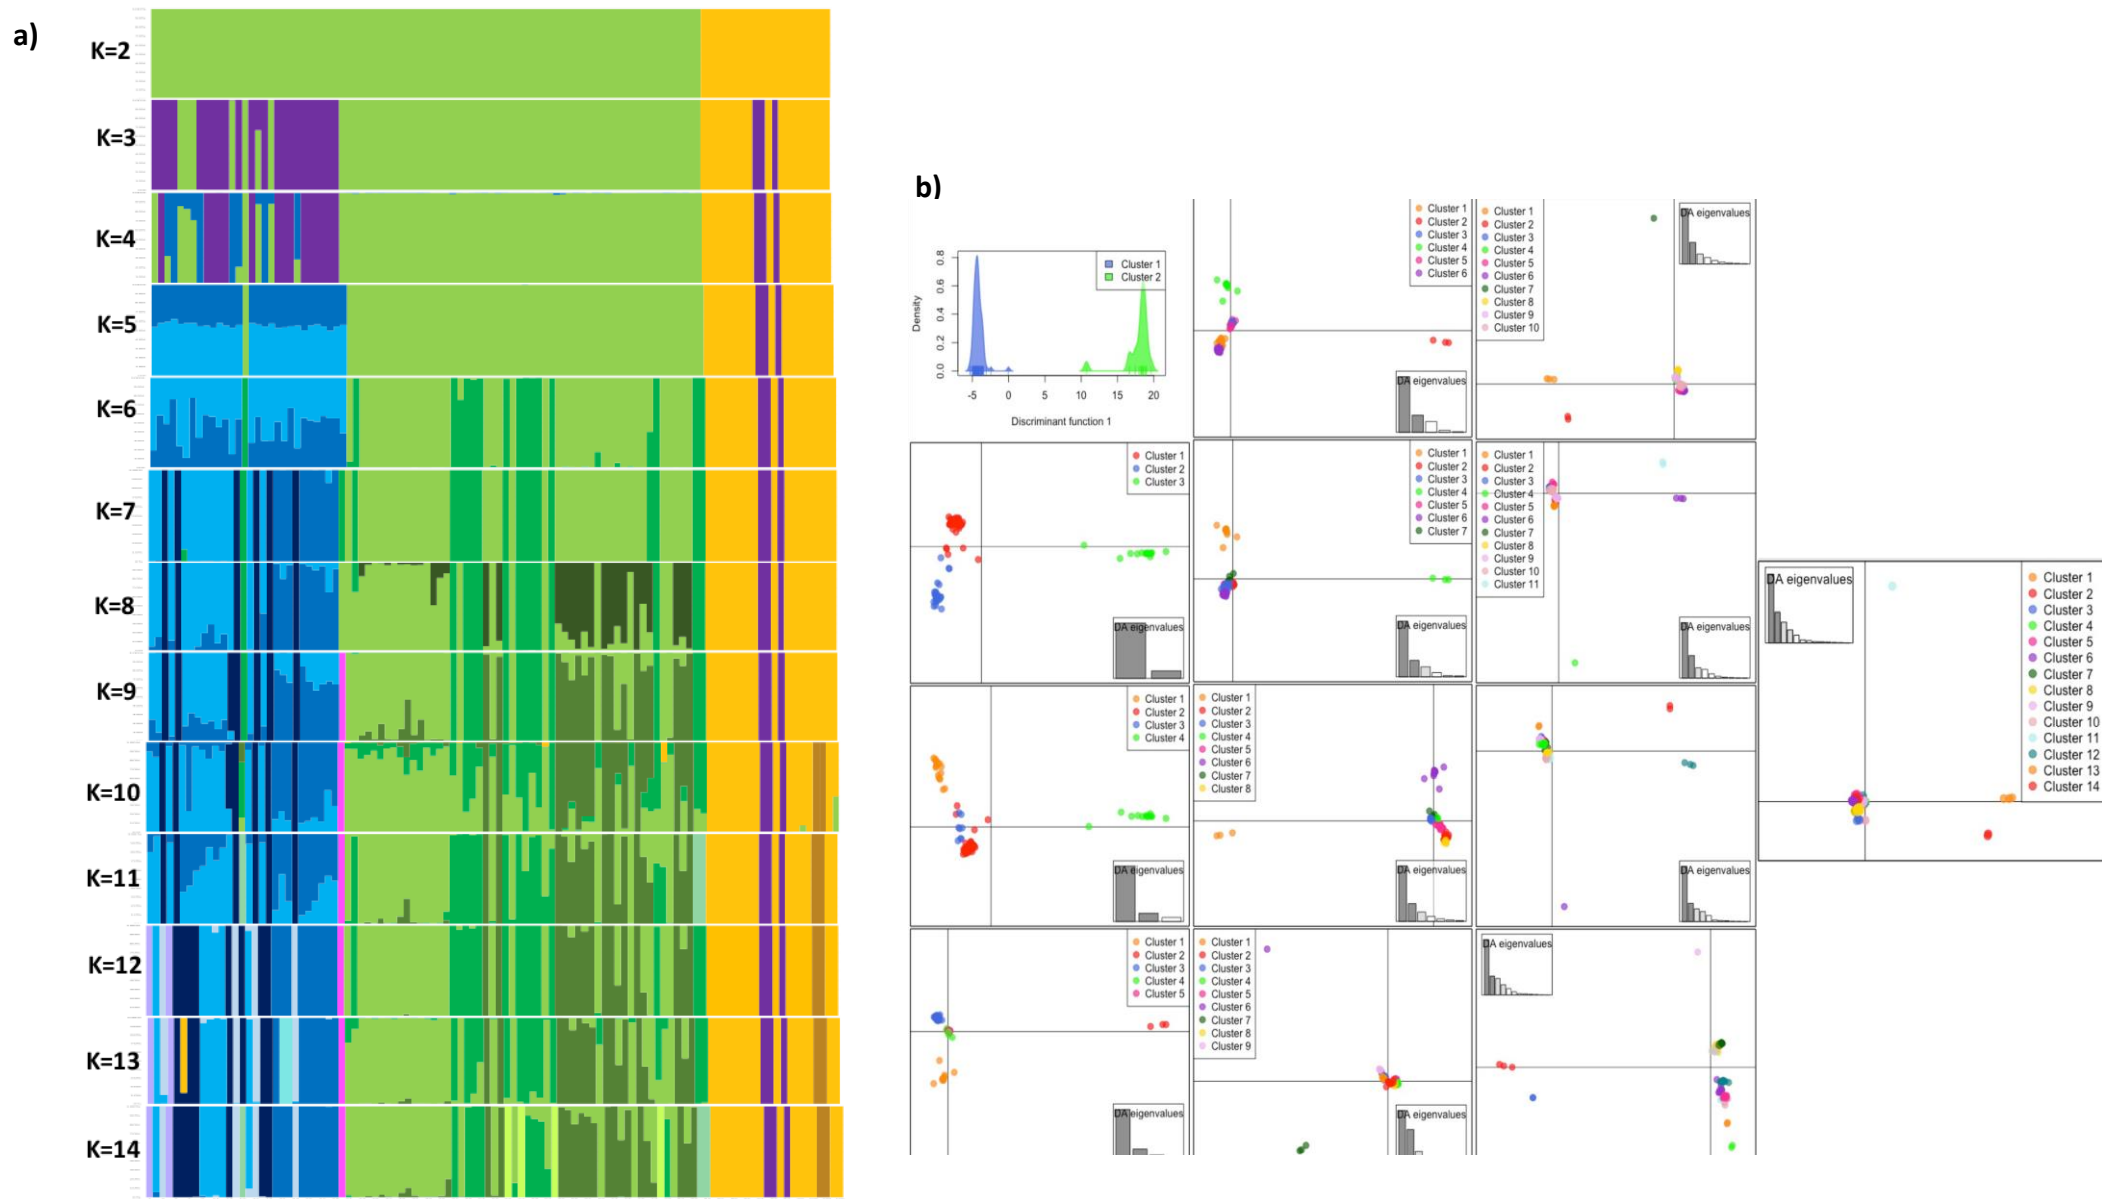 a)
K=2
K=3
K=4
K=5
K=6
K=7
K=8
K=9
K=10
K=11
K=12
K=13
K=14
b)
Density
0.0
0.2
0.4
0.6
0.8
-5
0
5
10
15
20
Discriminant function 1
Cluster 1
Cluster 2
Cluster 1
Cluster 2
Cluster 3
DA eigenvalues
Cluster 1
Cluster 2
Cluster 3
Cluster 4
DA eigenvalues
Cluster 1
Cluster 2
Cluster 3
Cluster 4
Cluster 5
DA eigenvalues
Cluster 1
Cluster 2
Cluster 3
Cluster 4
Cluster 5
Cluster 6
DA eigenvalues
Cluster 1
Cluster 2
Cluster 3
Cluster 4
Cluster 5
Cluster 6
Cluster 7
DA eigenvalues
Cluster 1
Cluster 2
Cluster 3
Cluster 4
Cluster 5
Cluster 6
Cluster 7
Cluster 8
DA eigenvalues
Cluster 1
Cluster 2
Cluster 3
Cluster 4
Cluster 5
Cluster 6
Cluster 7
Cluster 8
Cluster 9
DA eigenvalues
Cluster 1
Cluster 2
Cluster 3
Cluster 4
Cluster 5
Cluster 6
Cluster 7
Cluster 8
Cluster 9
Cluster 10
DA eigenvalues
Cluster 1
Cluster 2
Cluster 3
Cluster 4
Cluster 5
Cluster 6
Cluster 7
Cluster 8
Cluster 9
Cluster 10
Cluster 11
DA eigenvalues
DA eigenvalues
DA eigenvalues
DA eigenvalues
Cluster 1
Cluster 2
Cluster 3
Cluster 4
Cluster 5
Cluster 6
Cluster 7
Cluster 8
Cluster 9
Cluster 10
Cluster 11
Cluster 12
Cluster 13
Cluster 14